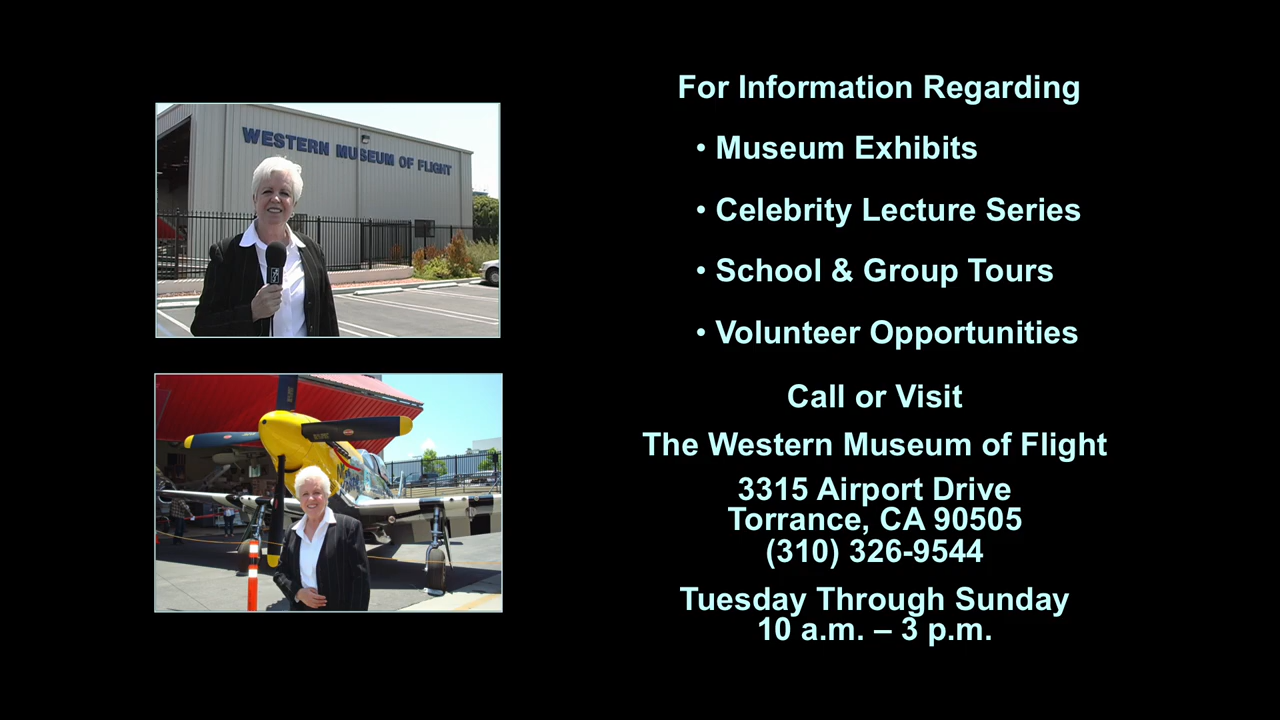 WESTERN MUSEUM OF FLIGHT
For Information Regarding
• Museum Exhibits
• Celebrity Lecture Series
• School & Group Tours
• Volunteer Opportunities
Call or Visit
The Western Museum of Flight
3315 Airport Drive
Torrance, CA 90505
(310) 326-9544
Tuesday Through Sunday
10 a.m. – 3 p.m.